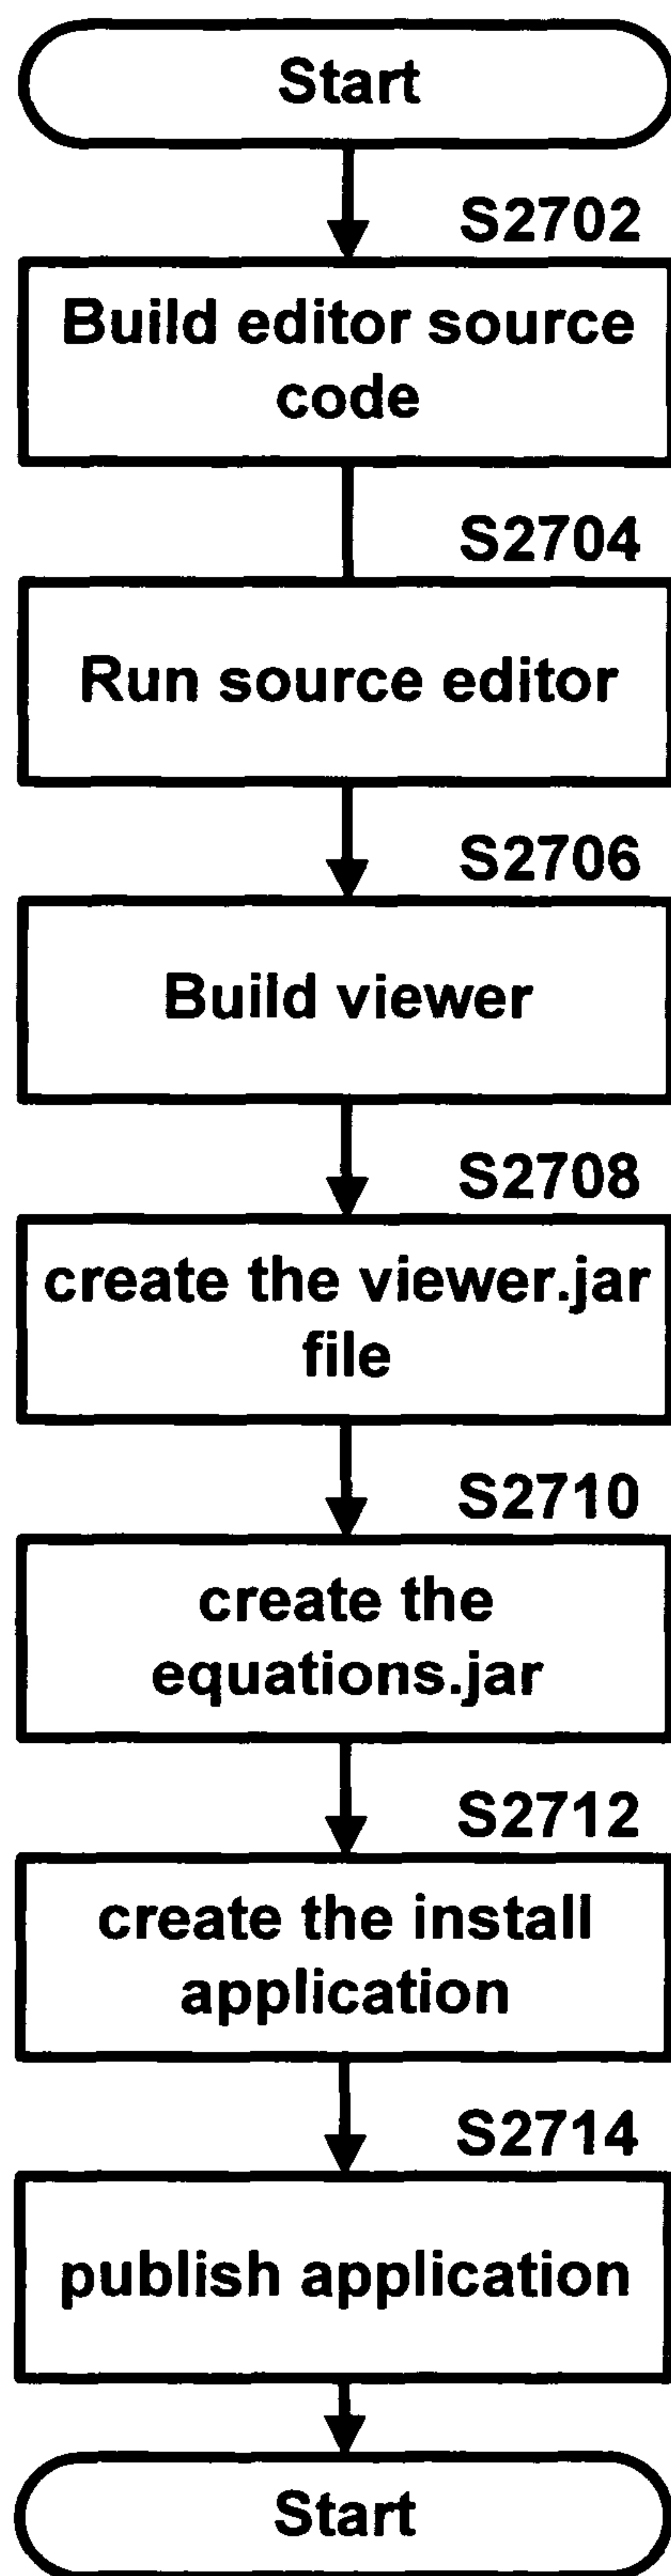 Start
S2702
Build editor source
code
S2704
Run source editor
S2706
Build viewer
S2708
create the viewer.jar
file
S2710
create the
equations.jar
S2712
create the install
application
S2714
publish application
Start